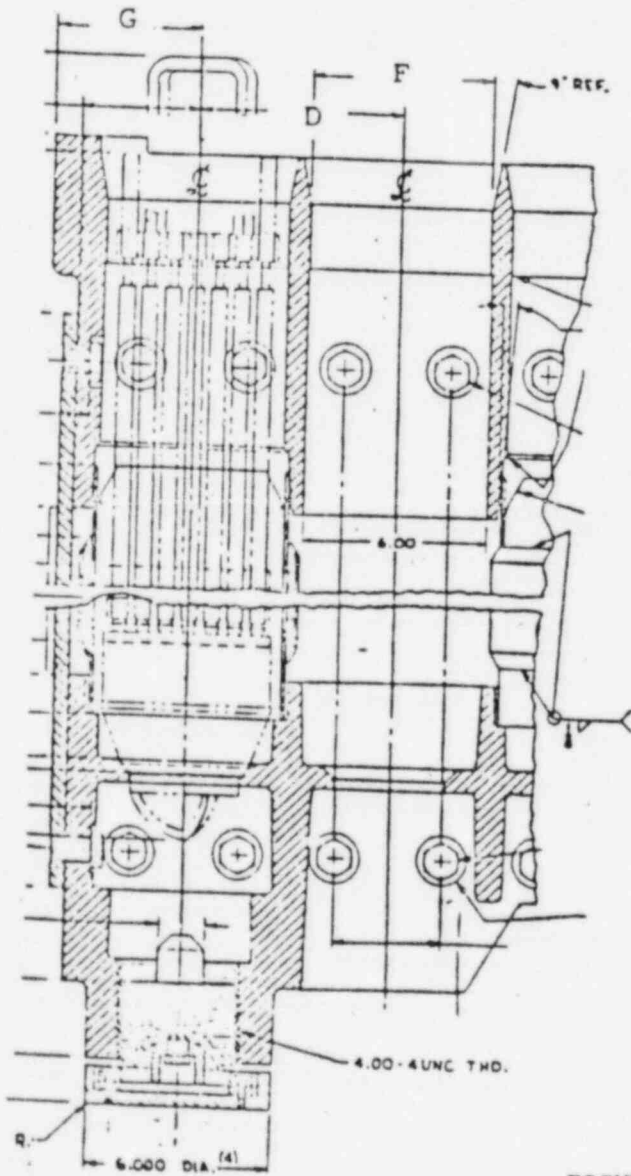 G
F
D
9° REF.
℄
℄
6.00
4.00-4UNC THD.
R.
6.000 DIA. (4)